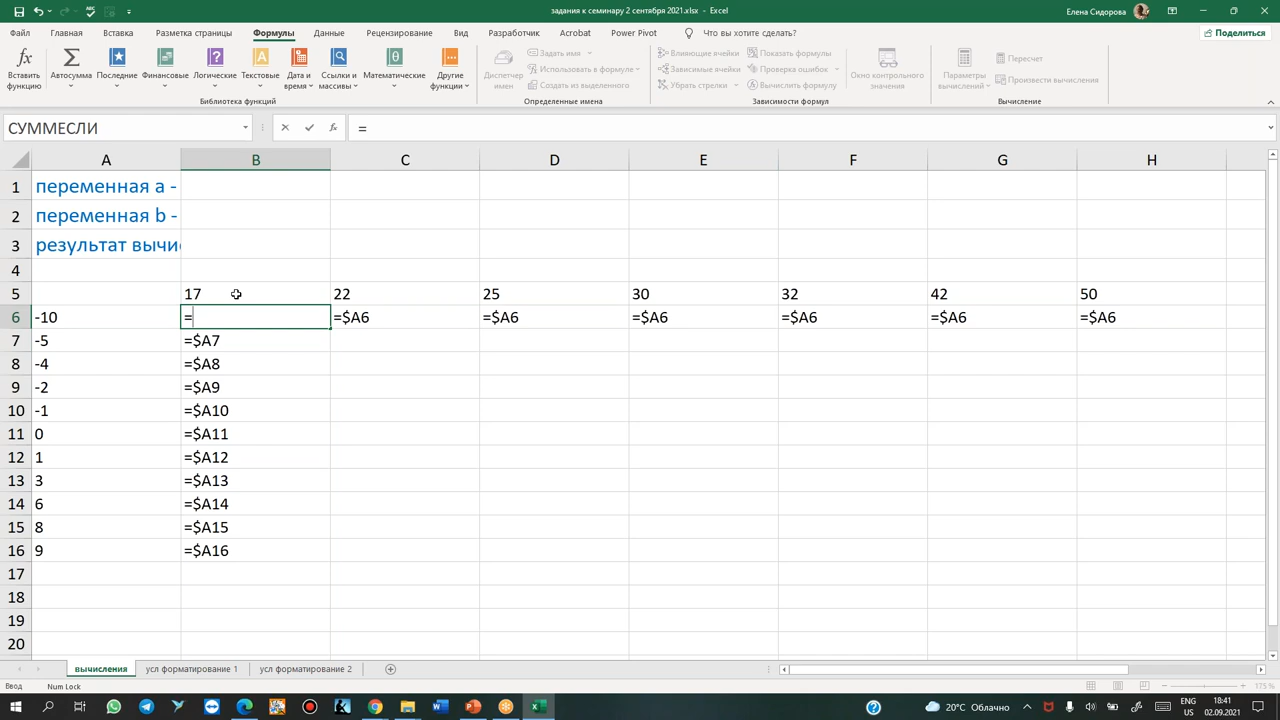 задания к семинару 2 сентября 2021.xlsx - Excel
Елена Сидорова
Файл Главная Вставка Разметка страницы Формулы Данные Рецензирование Вид Разработчик Acrobat Power Pivot Что вы хотите сделать? Поделиться
Вставить функцию
Автосумма
Последние
Финансовые
Логические
Текстовые
Дата и время
Ссылки и массивы
Математические
Другие функции
Библиотека функций
Диспетчер имен
Задать имя
Использовать в формуле
Создать из выделенного
Определенные имена
Влияющие ячейки
Зависимые ячейки
Убрать стрелки
Показать формулы
Проверка ошибок
Вычислить формулу
Зависимости формул
Окно контрольного значения
Параметры вычислений
Пересчет
Произвести вычисления
Вычисление
СУММЕСЛИ fx =
A B C D E F G H
1 переменная a -
2 переменная b -
3 результат вычис
4
5 17 22 25 30 32 42 50
6 -10 = =$A6 =$A6 =$A6 =$A6 =$A6 =$A6
7 -5 =$A7
8 -4 =$A8
9 -2 =$A9
10 -1 =$A10
11 0 =$A11
12 1 =$A12
13 3 =$A13
14 6 =$A14
15 8 =$A15
16 9 =$A16
17
18
19
20
вычисления усл форматирование 1 усл форматирование 2
Ввод Num Lock 175 %
20°C Облачно
ENG
US
18:41
02.09.2021